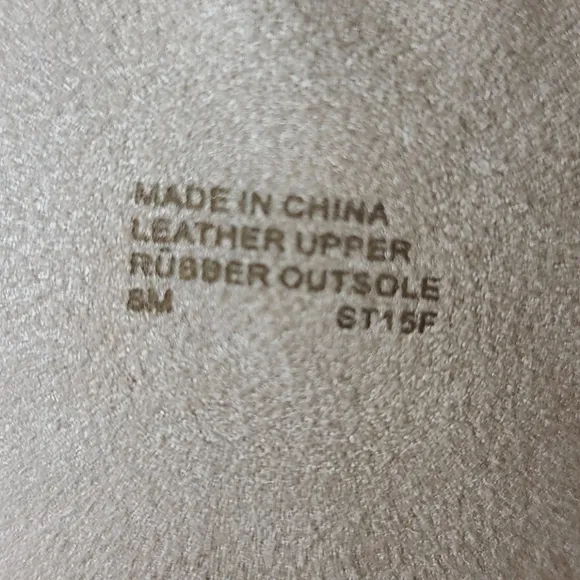 MADE IN CHINA
LEATHER UPPER
RUBBER OUTSOLE
8M ST15F